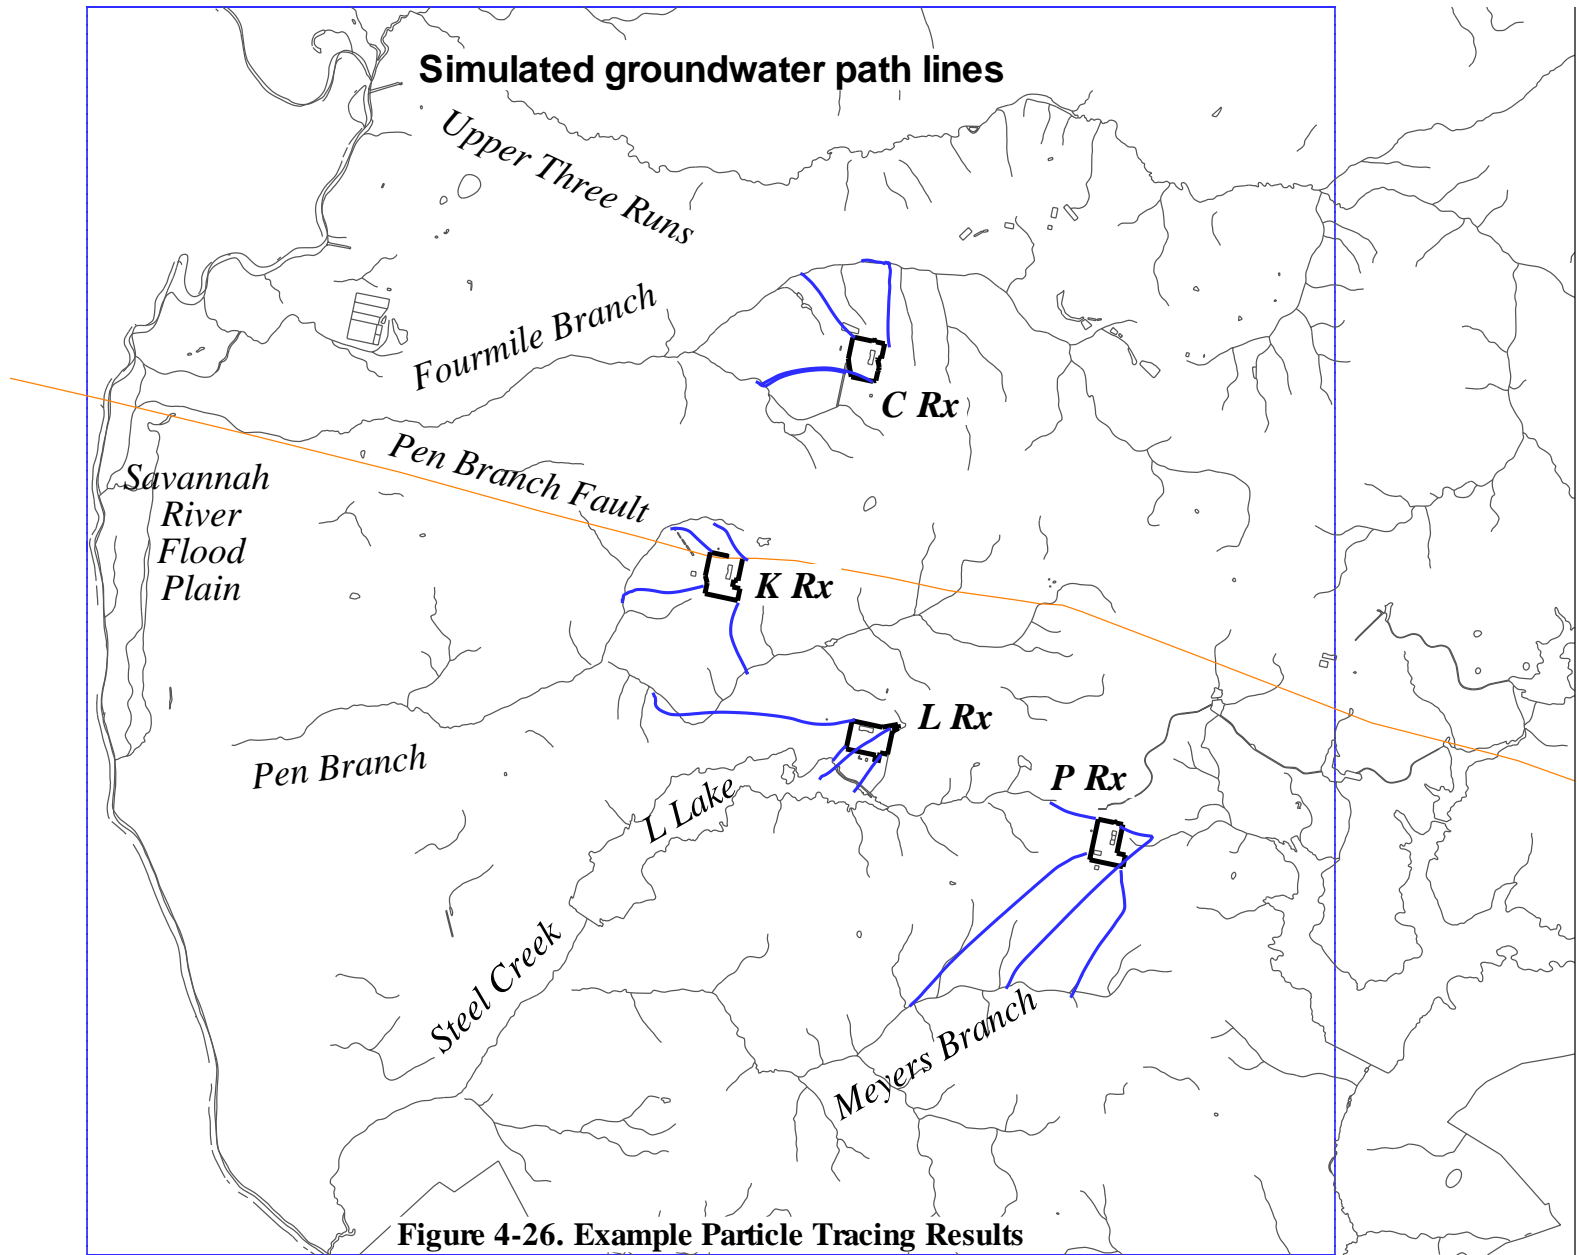 Simulated groundwater path lines
Upper Three Runs
Fourmile Branch
C Rx
Pen Branch Fault
Savannah
River
Flood
Plain
K Rx
L Rx
Pen Branch
P Rx
L Lake
Steel Creek
Meyers Branch
Figure 4-26. Example Particle Tracing Results